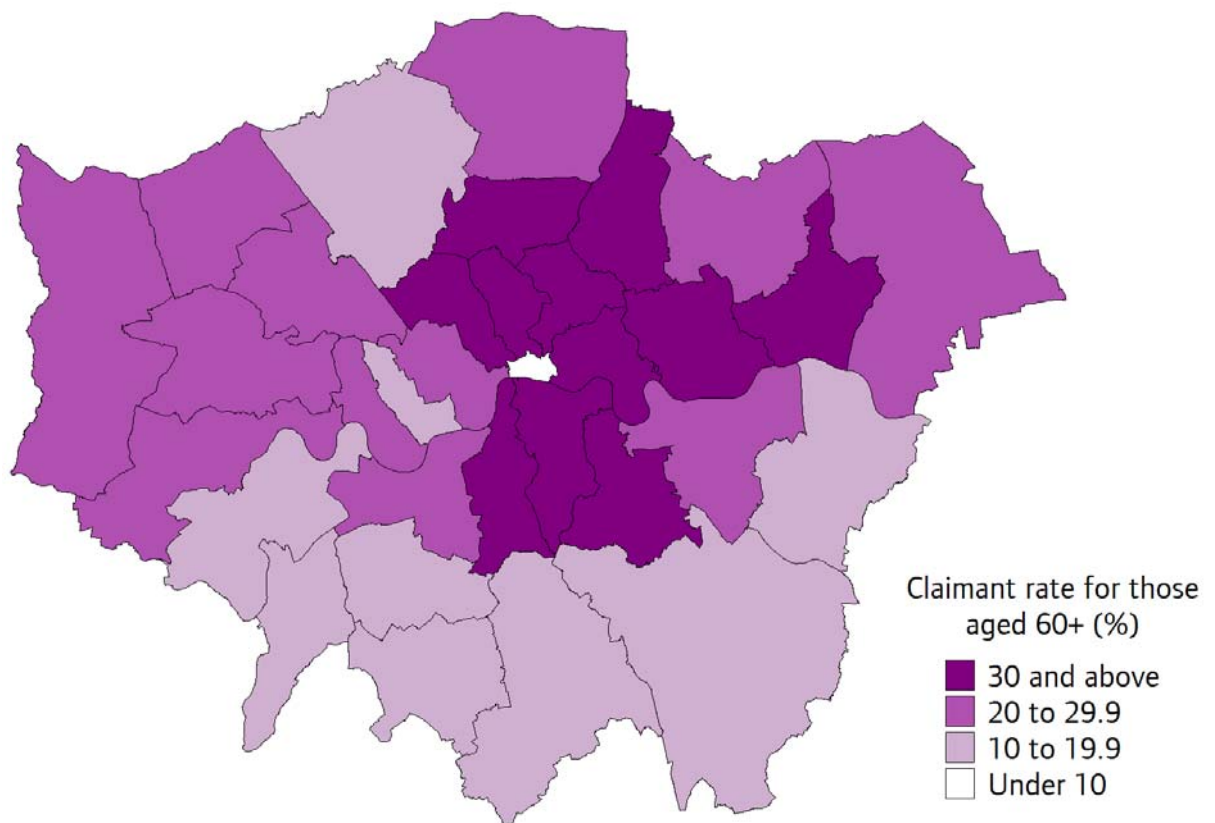 Claimant rate for those
aged 60+ (%)
30 and above
20 to 29.9
10 to 19.9
Under 10